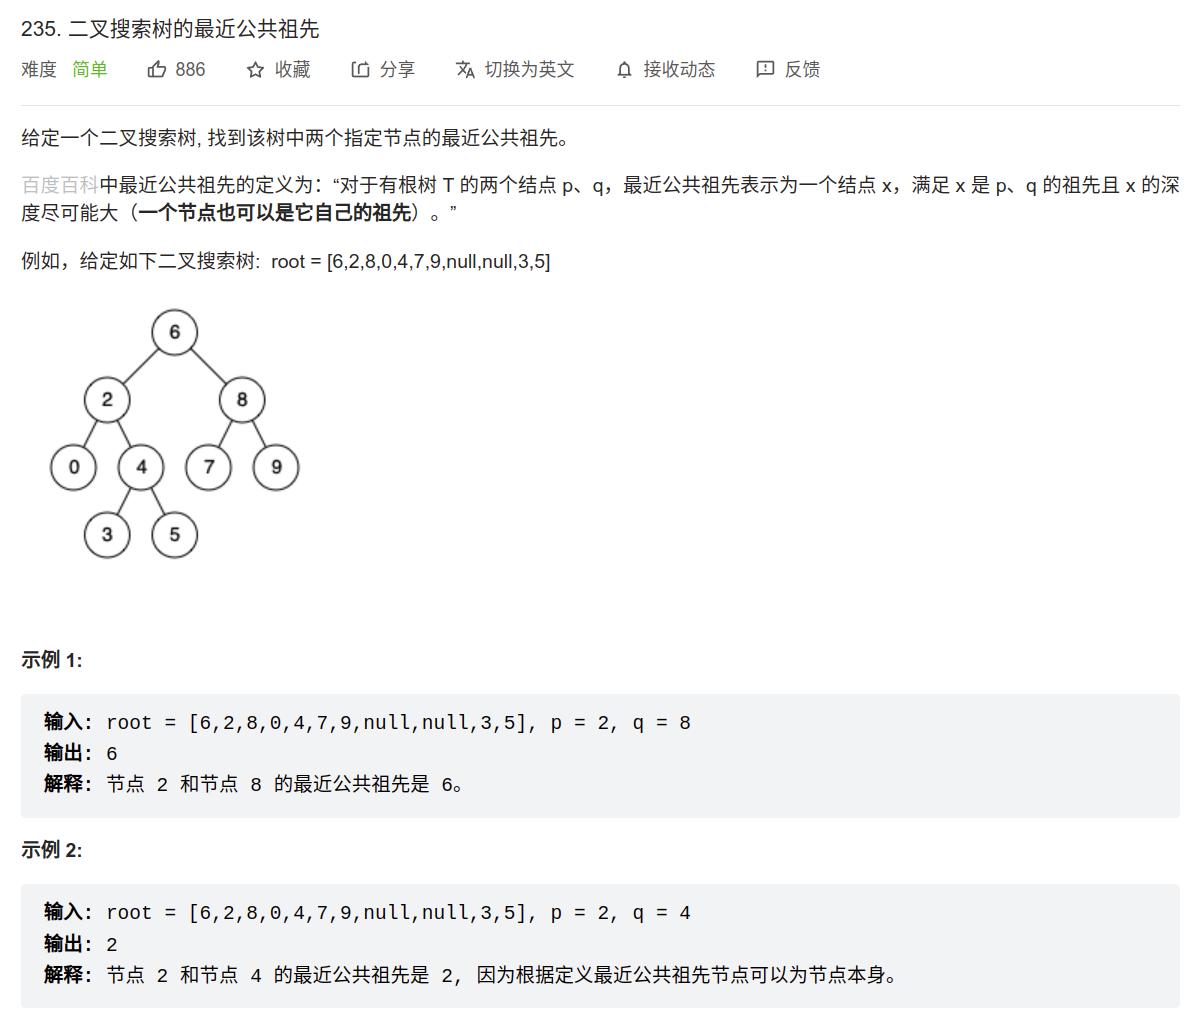 235. 二叉搜索树的最近公共祖先
难度 简单 886 收藏 分享 切换为英文 接收动态 反馈
给定一个二叉搜索树, 找到该树中两个指定节点的最近公共祖先。
百度百科中最近公共祖先的定义为：“对于有根树 T 的两个结点 p、q，最近公共祖先表示为一个结点 x，满足 x 是 p、q 的祖先且 x 的深
度尽可能大（一个节点也可以是它自己的祖先）。”
例如，给定如下二叉搜索树: root = [6,2,8,0,4,7,9,null,null,3,5]
6
2 8
0 4 7 9
3 5
示例 1:
输入: root = [6,2,8,0,4,7,9,null,null,3,5], p = 2, q = 8
输出: 6
解释: 节点 2 和节点 8 的最近公共祖先是 6。
示例 2:
输入: root = [6,2,8,0,4,7,9,null,null,3,5], p = 2, q = 4
输出: 2
解释: 节点 2 和节点 4 的最近公共祖先是 2, 因为根据定义最近公共祖先节点可以为节点本身。